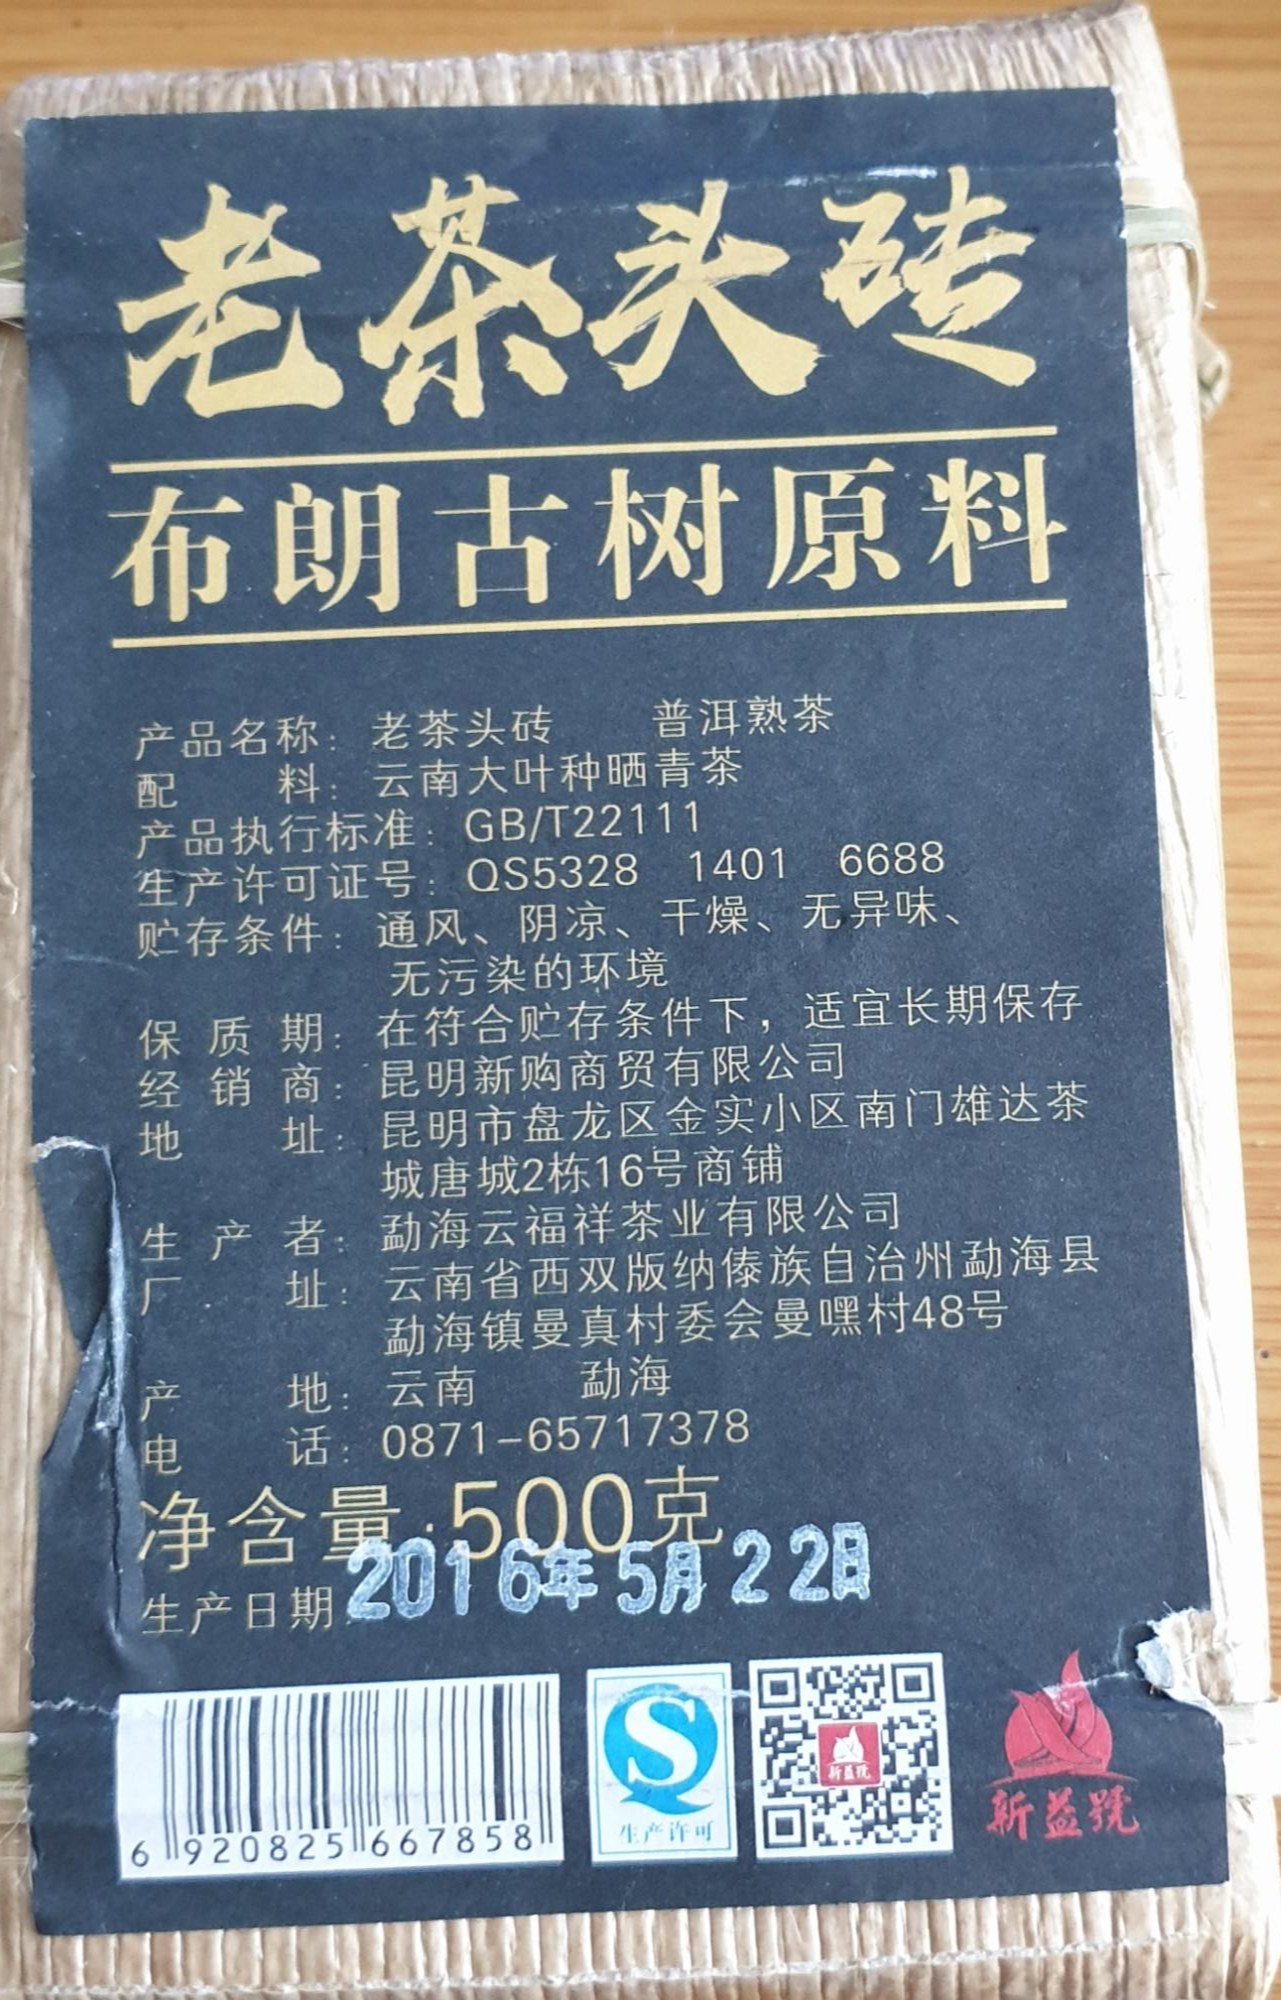 老茶头砖
布朗古树原料
产品名称：老茶头砖　普洱熟茶
配料：云南大叶种晒青茶
产品执行标准：GB/T22111
生产许可证号：QS5328 1401 6688
贮存条件：通风、阴凉、干燥、无异味、
无污染的环境
保质期：在符合贮存条件下，适宜长期保存
经销商：昆明新购商贸有限公司
地址：昆明市盘龙区金实小区南门雄达茶
城唐城2栋16号商铺
生产者：勐海云福祥茶业有限公司
厂址：云南省西双版纳傣族自治州勐海县
勐海镇曼真村委会曼嘿村48号
产地：云南　勐海
电话：0871-65717378
净含量：500克
生产日期：2016年5月22日
6 920825 667858
生产许可
新益號
新益號